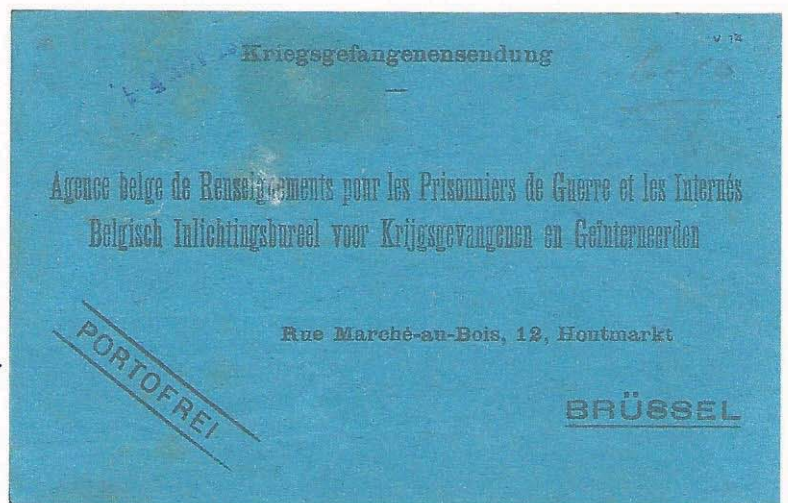 Kriegsgefangenensendung
Agence belge de Renseignements pour les Prisonniers de Guerre et les Internés
Belgisch Inlichtingsbureel voor Krijgsgevangenen en Geïnterneerden
Rue Marché-au-Bois, 12, Houtmarkt
PORTOFREI
BRÜSSEL